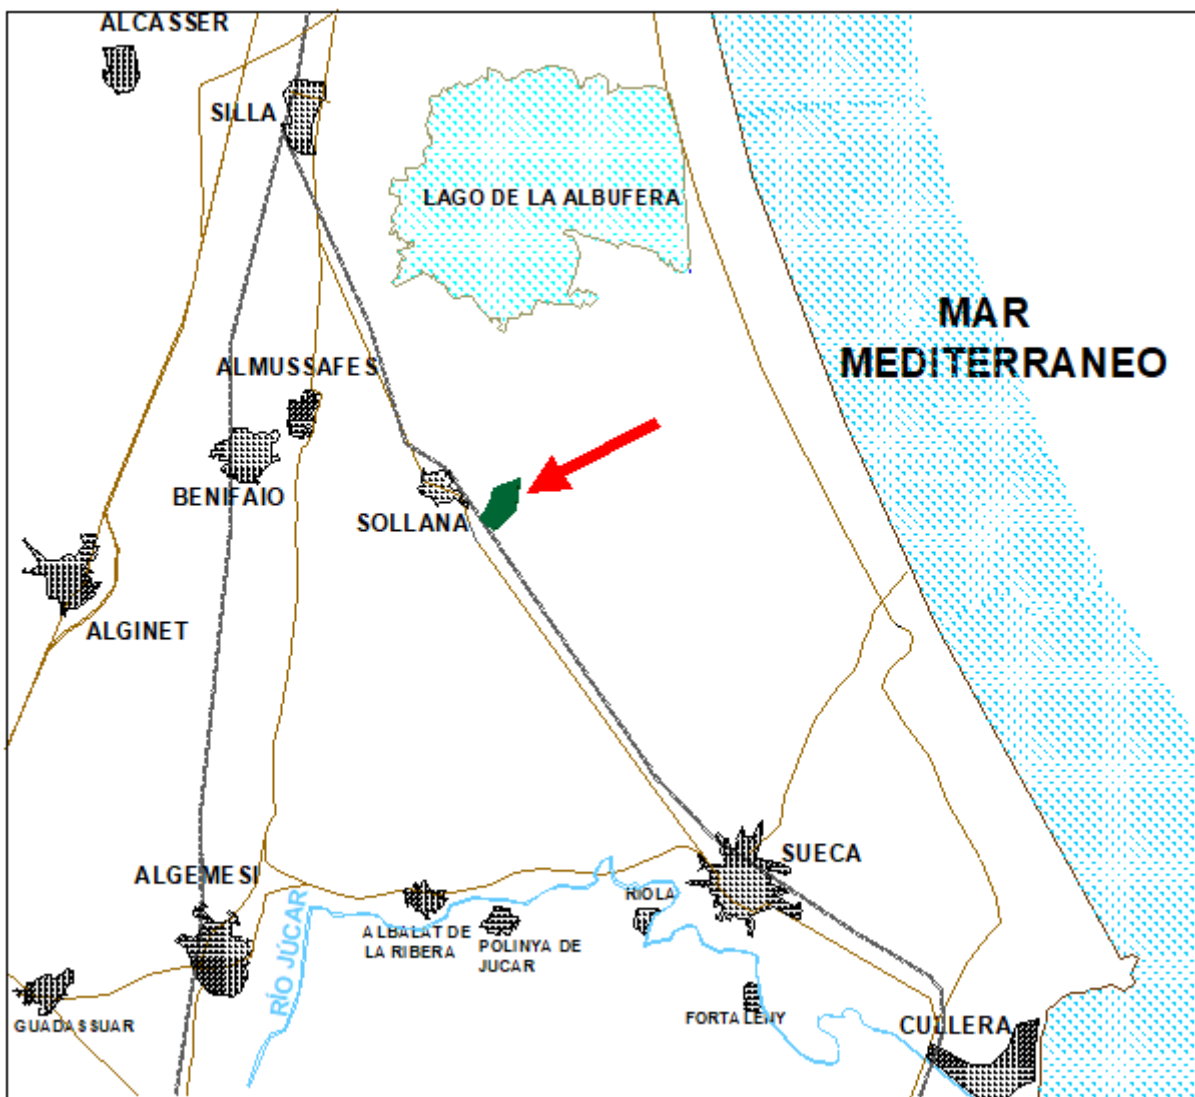 ALCASSER
SILLA
LAGO DE LA ALBUFERA
MAR
MEDITERRANEO
ALMUSSAFES
BENIFAIO
SOLLANA
ALGINET
SUECA
ALGEMESI
RIOLA
ALBALAT DE
LA RIBERA
POLINYA DE
JUCAR
RÍO JÚCAR
GUADASSUAR
FORTALENY
CULLERA